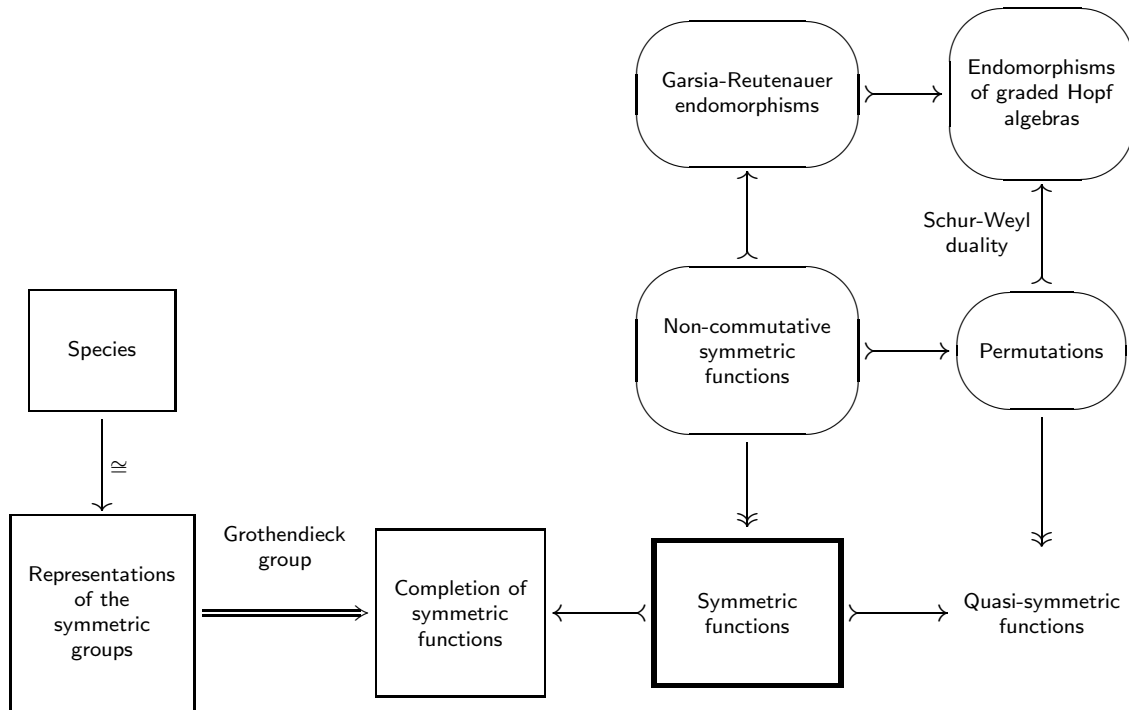 Garsia-Reutenauer
endomorphisms
Endomorphisms
of graded Hopf
algebras
Schur-Weyl
duality
Species
Non-commutative
symmetric
functions
Permutations
≅
Grothendieck
group
Representations
of the
symmetric
groups
Completion of
symmetric
functions
Symmetric
functions
Quasi-symmetric
functions